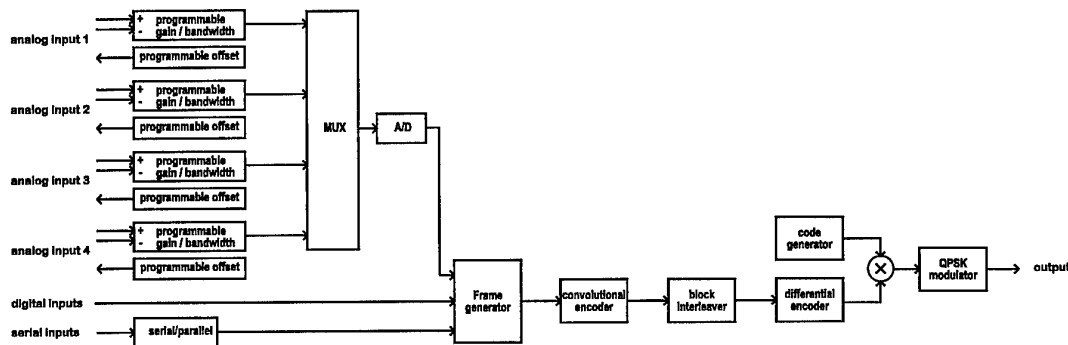 analog input 1
+ programmable
- gain / bandwidth
programmable offset
analog input 2
+ programmable
- gain / bandwidth
programmable offset
analog input 3
+ programmable
- gain / bandwidth
programmable offset
analog input 4
+ programmable
- gain / bandwidth
programmable offset
MUX
A/D
digital inputs
serial inputs
serial/parallel
Frame
generator
convolutional
encoder
block
interleaver
differential
encoder
code
generator
×
QPSK
modulator
output